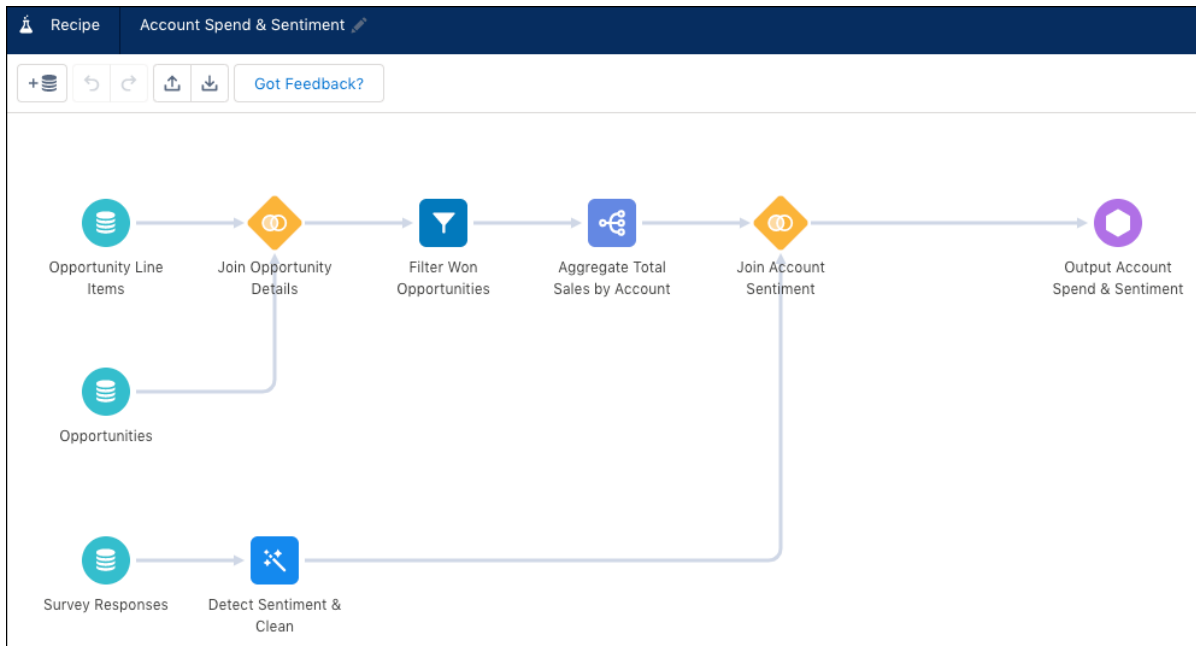 Recipe
Account Spend & Sentiment
Got Feedback?
Opportunity Line
Items
Join Opportunity
Details
Filter Won
Opportunities
Aggregate Total
Sales by Account
Join Account
Sentiment
Output Account
Spend & Sentiment
Opportunities
Survey Responses
Detect Sentiment &
Clean